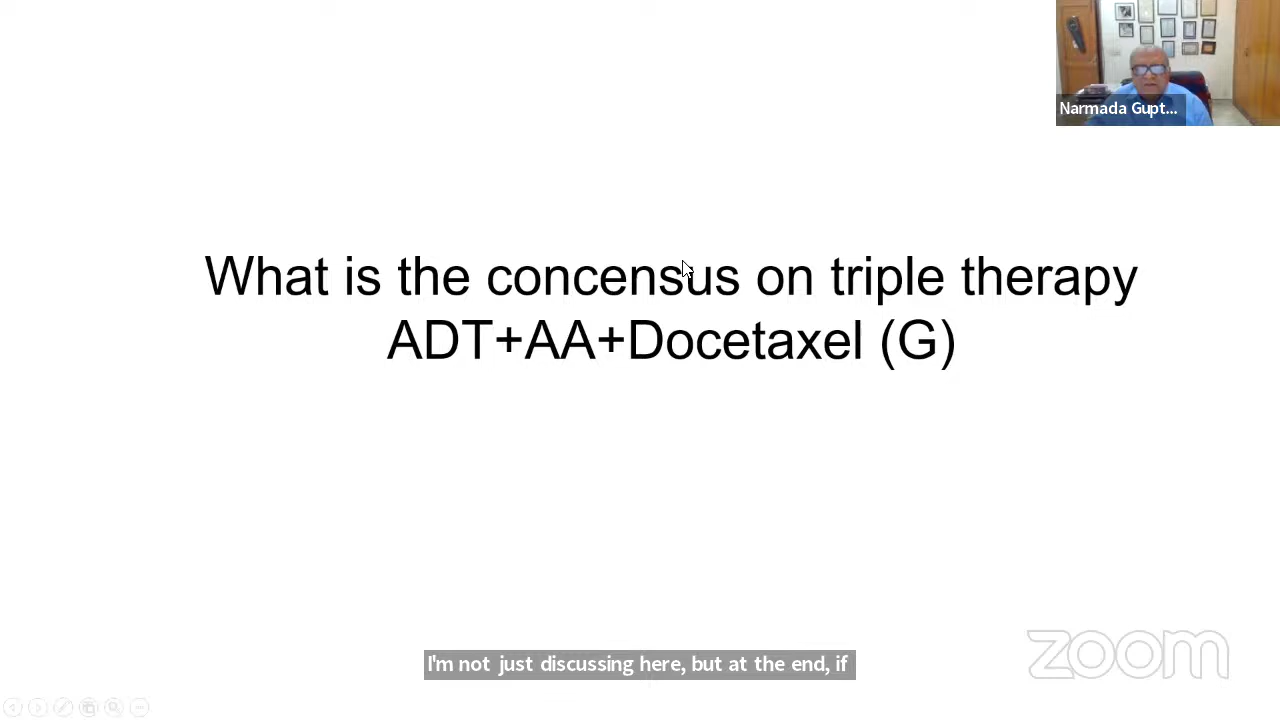 Narmada Gupt...
What is the concensus on triple therapy
ADT+AA+Docetaxel (G)
I'm not just discussing here, but at the end, if
zoom